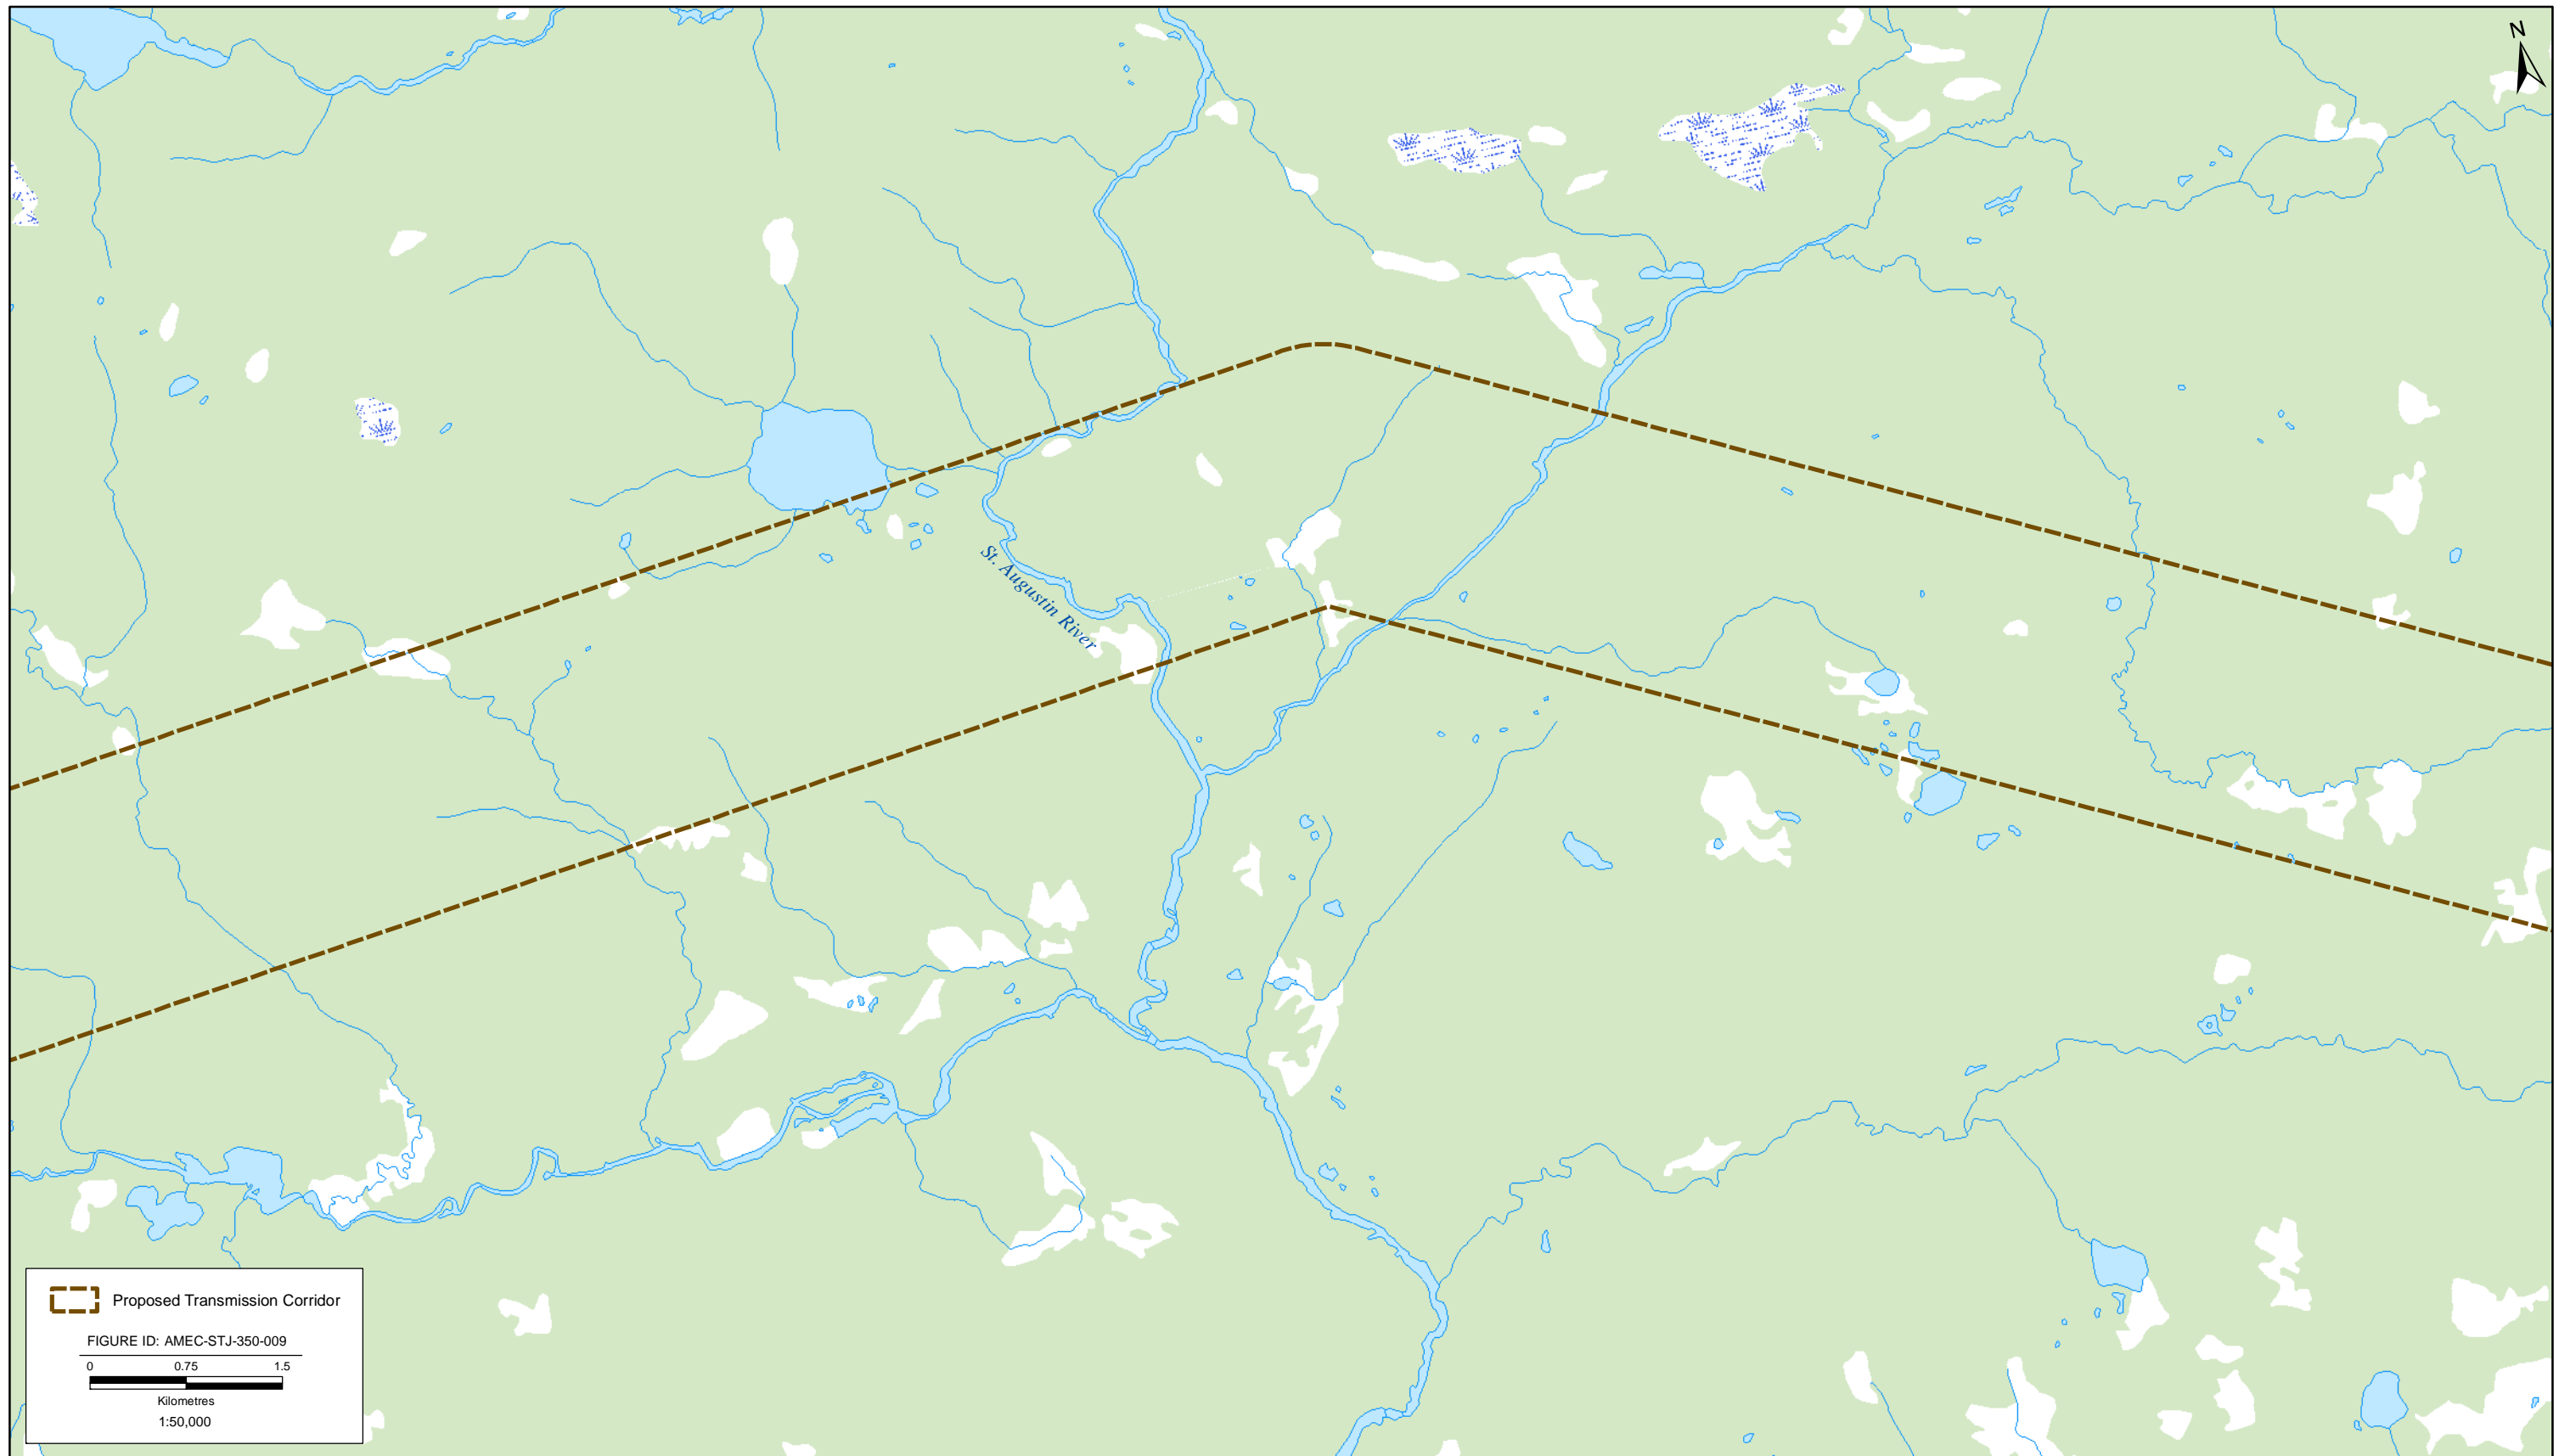 N
St. Augustin River
Proposed Transmission Corridor
FIGURE ID: AMEC-STJ-350-009
0 0.75 1.5
Kilometres
1:50,000